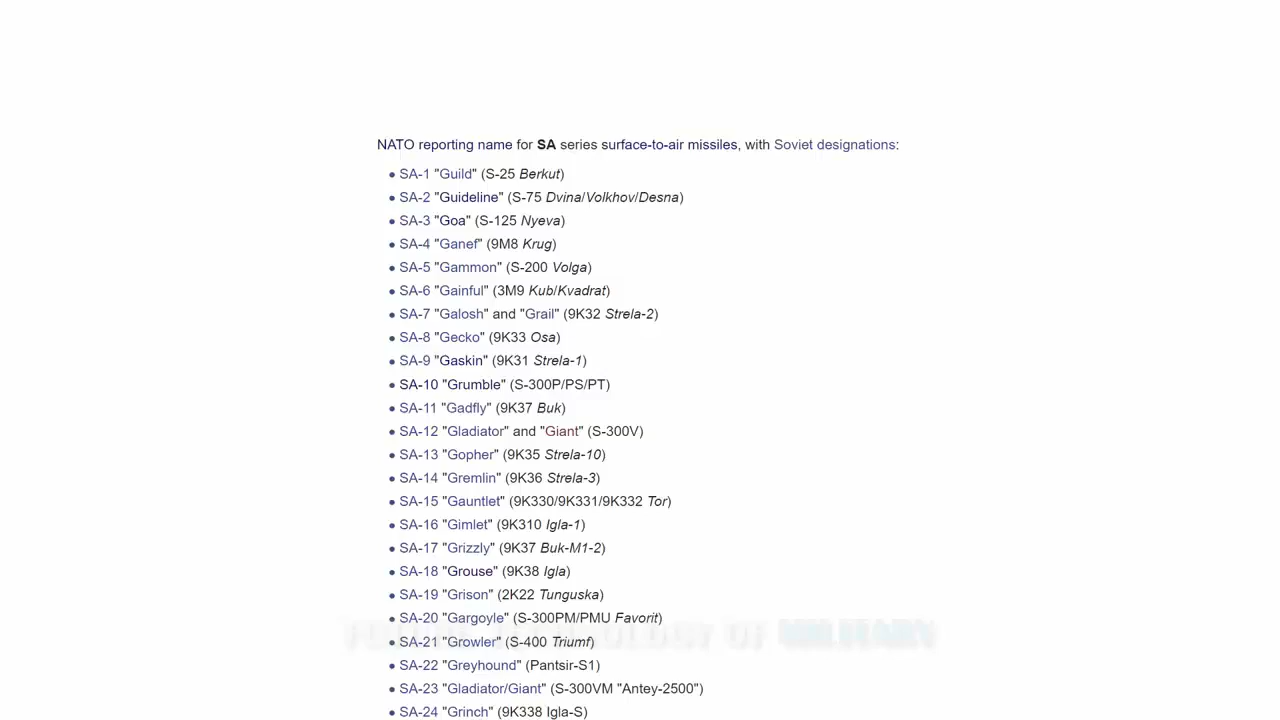 NATO reporting name for SA series surface-to-air missiles, with Soviet designations:
• SA-1 "Guild" (S-25 Berkut)
• SA-2 "Guideline" (S-75 Dvina/Volkhov/Desna)
• SA-3 "Goa" (S-125 Nyeva)
• SA-4 "Ganef" (9M8 Krug)
• SA-5 "Gammon" (S-200 Volga)
• SA-6 "Gainful" (3M9 Kub/Kvadrat)
• SA-7 "Galosh" and "Grail" (9K32 Strela-2)
• SA-8 "Gecko" (9K33 Osa)
• SA-9 "Gaskin" (9K31 Strela-1)
• SA-10 "Grumble" (S-300P/PS/PT)
• SA-11 "Gadfly" (9K37 Buk)
• SA-12 "Gladiator" and "Giant" (S-300V)
• SA-13 "Gopher" (9K35 Strela-10)
• SA-14 "Gremlin" (9K36 Strela-3)
• SA-15 "Gauntlet" (9K330/9K331/9K332 Tor)
• SA-16 "Gimlet" (9K310 Igla-1)
• SA-17 "Grizzly" (9K37 Buk-M1-2)
• SA-18 "Grouse" (9K38 Igla)
• SA-19 "Grison" (2K22 Tunguska)
• SA-20 "Gargoyle" (S-300PM/PMU Favorit)
OF MILITARY
• SA-21 "Growler" (S-400 Triumf)
• SA-22 "Greyhound" (Pantsir-S1)
• SA-23 "Gladiator/Giant" (S-300VM "Antey-2500")
• SA-24 "Grinch" (9K338 Igla-S)